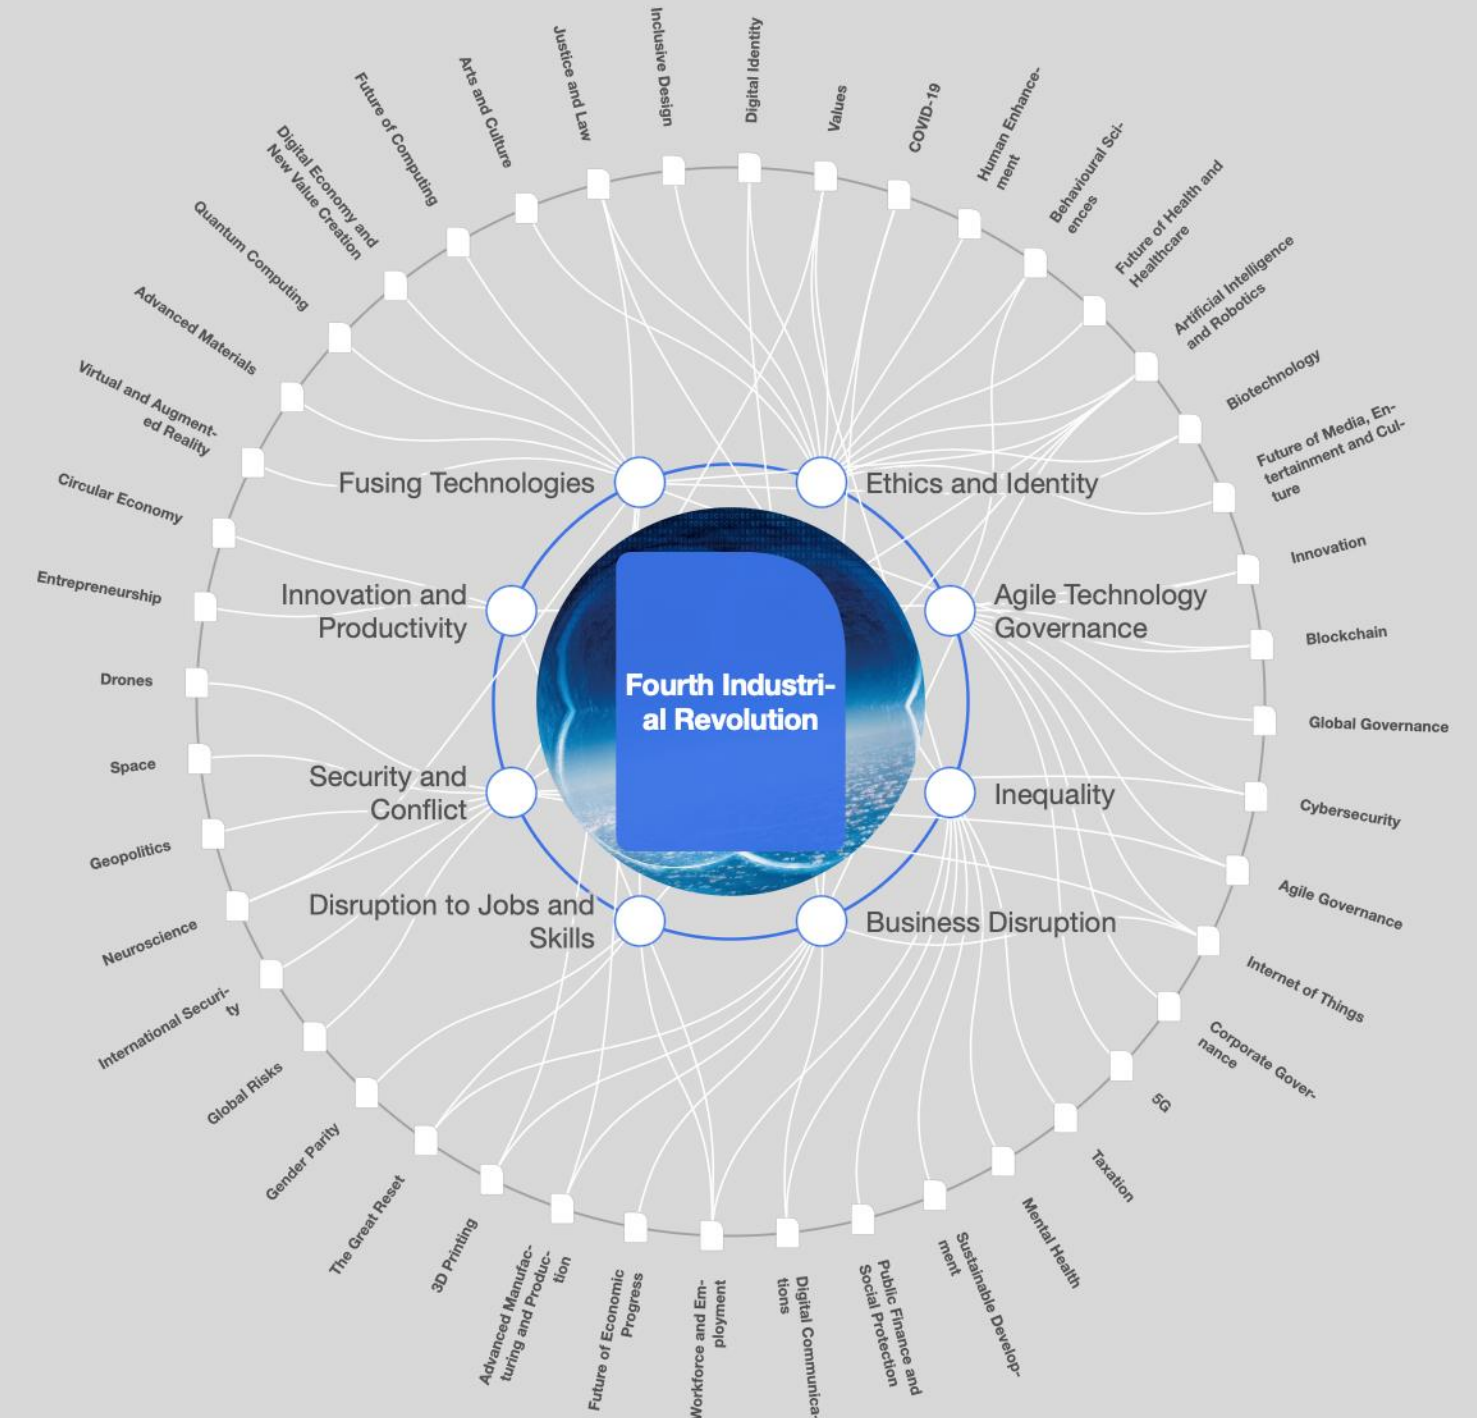 Inclusive Design
Digital Identity
Values
COVID-19
Human Enhance-
ment
Behavioural Sci-
ences
Future of Health and
Healthcare
Artificial Intelligence
and Robotics
Biotechnology
Future of Media, En-
tertainment and Cul-
ture
Innovation
Blockchain
Global Governance
Cybersecurity
Agile Governance
Internet of Things
Corporate Gover-
nance
5G
Taxation
Mental Health
Sustainable Develop-
ment
Public Finance and
Social Protection
Digital Communica-
tions
Workforce and Em-
ployment
Future of Economic
Progress
Advanced Manufac-
turing and Produc-
tion
3D Printing
The Great Reset
Gender Parity
Global Risks
International Securi-
ty
Neuroscience
Geopolitics
Space
Drones
Entrepreneurship
Circular Economy
Virtual and Augment-
ed Reality
Advanced Materials
Quantum Computing
Digital Economy and
New Value Creation
Future of Computing
Arts and Culture
Justice and Law
Fusing Technologies
Ethics and Identity
Innovation and
Productivity
Agile Technology
Governance
Fourth Industri-
al Revolution
Security and
Conflict
Inequality
Disruption to Jobs and
Skills
Business Disruption